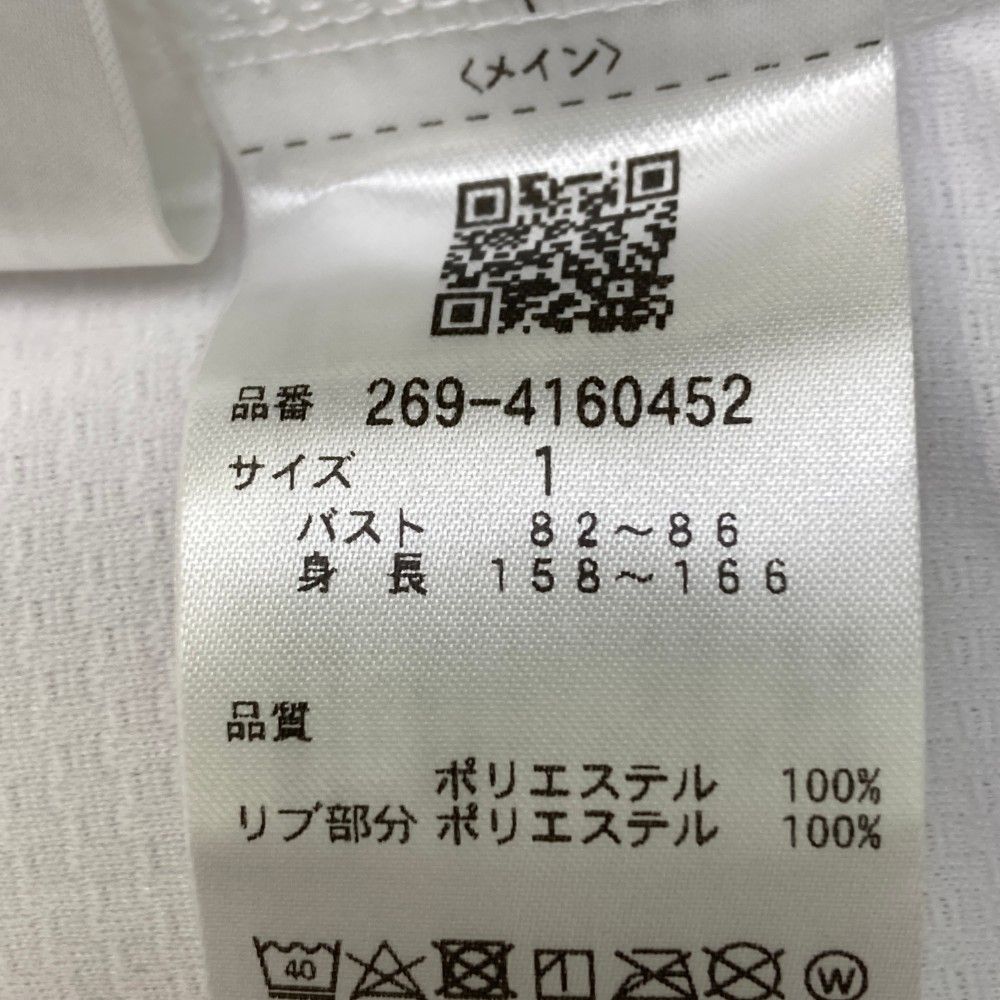 〈メイン〉
品番 269-4160452
サイズ 1
バスト 82～86
身長 158～166
品質
ポリエステル 100%
リブ部分 ポリエステル 100%
40 W